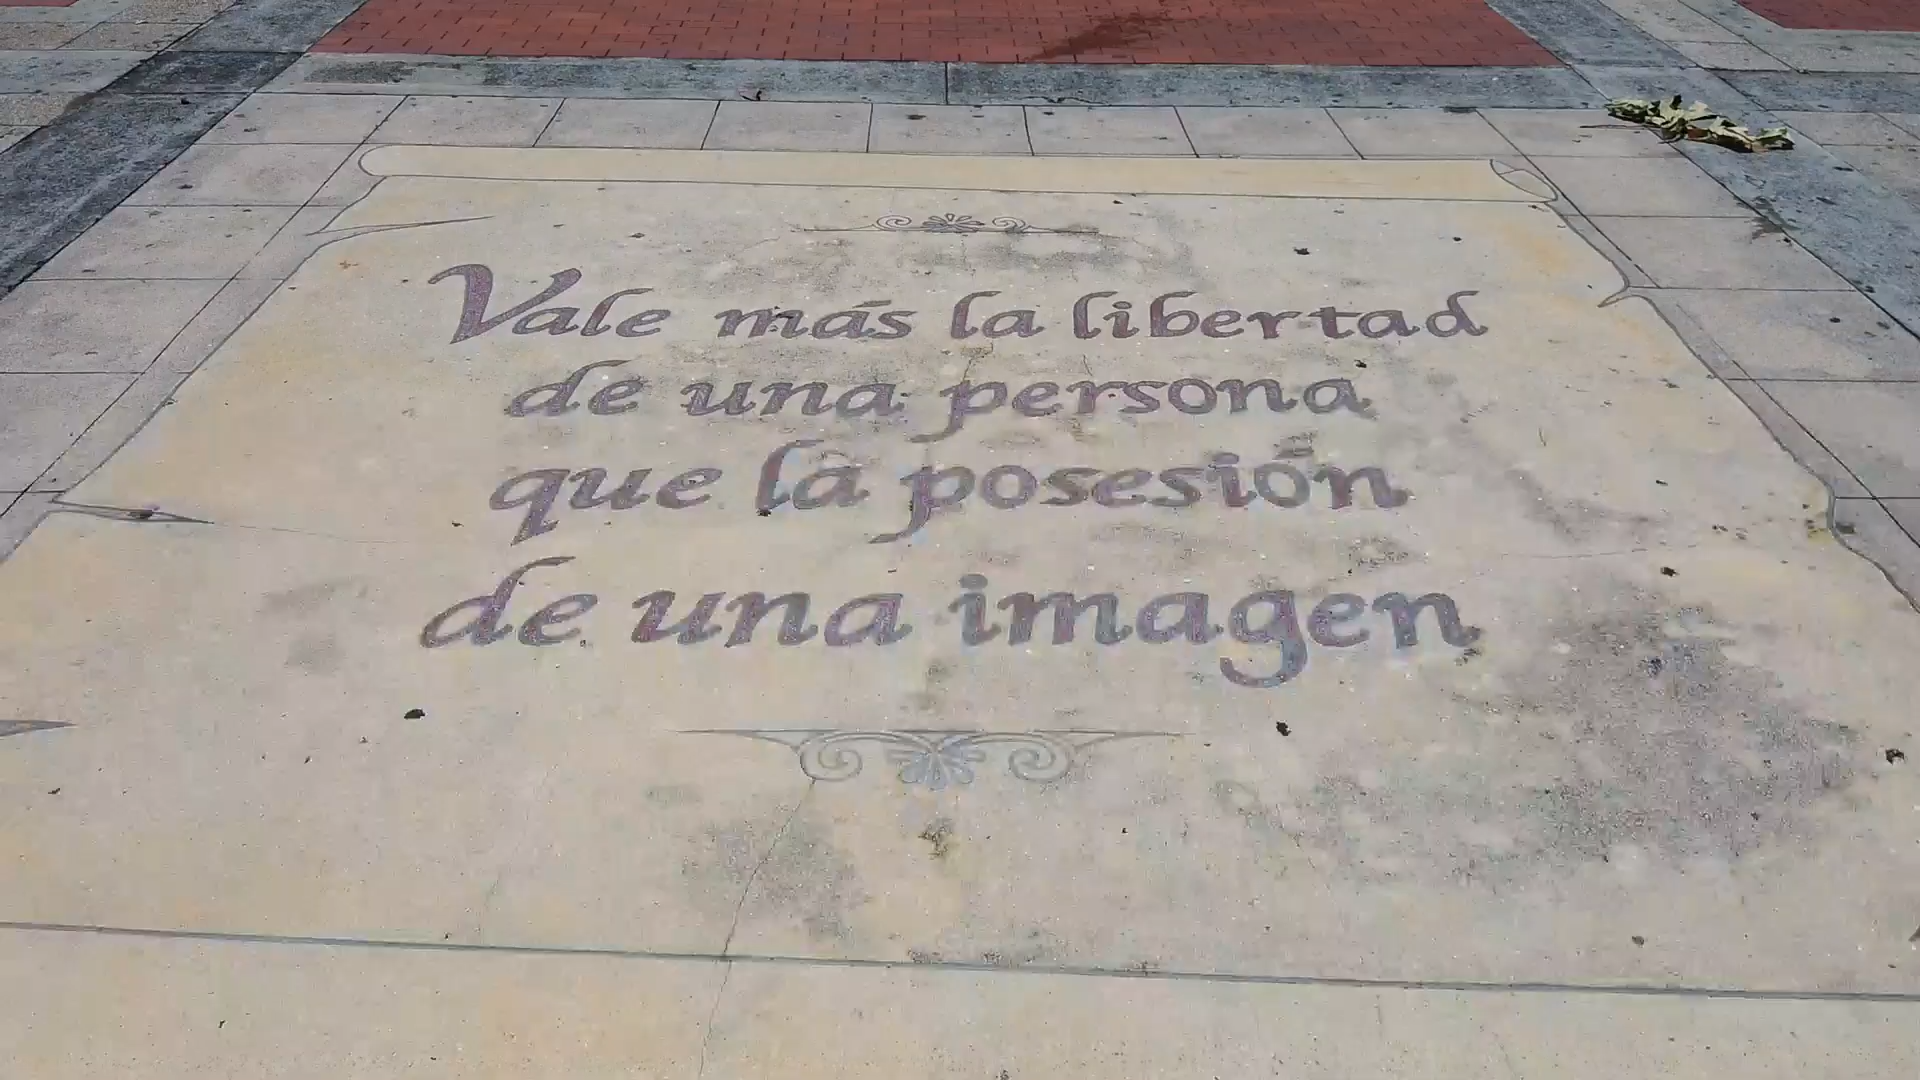 Vale más la libertad
de una persona
que la posesión
de una imagen